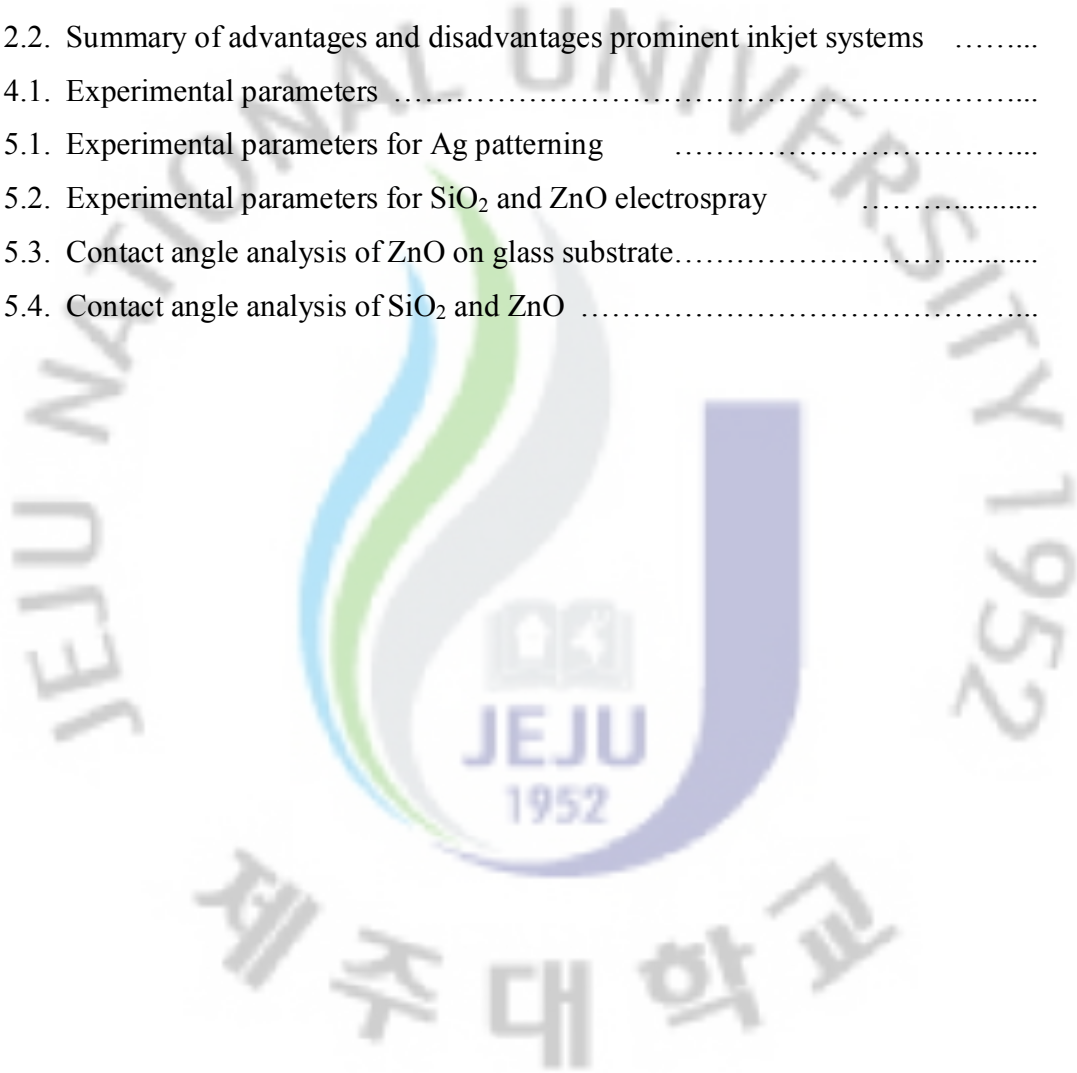 2.2. Summary of advantages and disadvantages prominent inkjet systems ……...
4.1. Experimental parameters ……………………………………………………...
5.1. Experimental parameters for Ag patterning ……………………………...
5.2. Experimental parameters for SiO₂ and ZnO electrospray ……............
5.3. Contact angle analysis of ZnO on glass substrate………………………..........
5.4. Contact angle analysis of SiO₂ and ZnO ……………………………………...
JEJU NATIONAL UNIVERSITY 1952
JEJU
1952
제주대학교